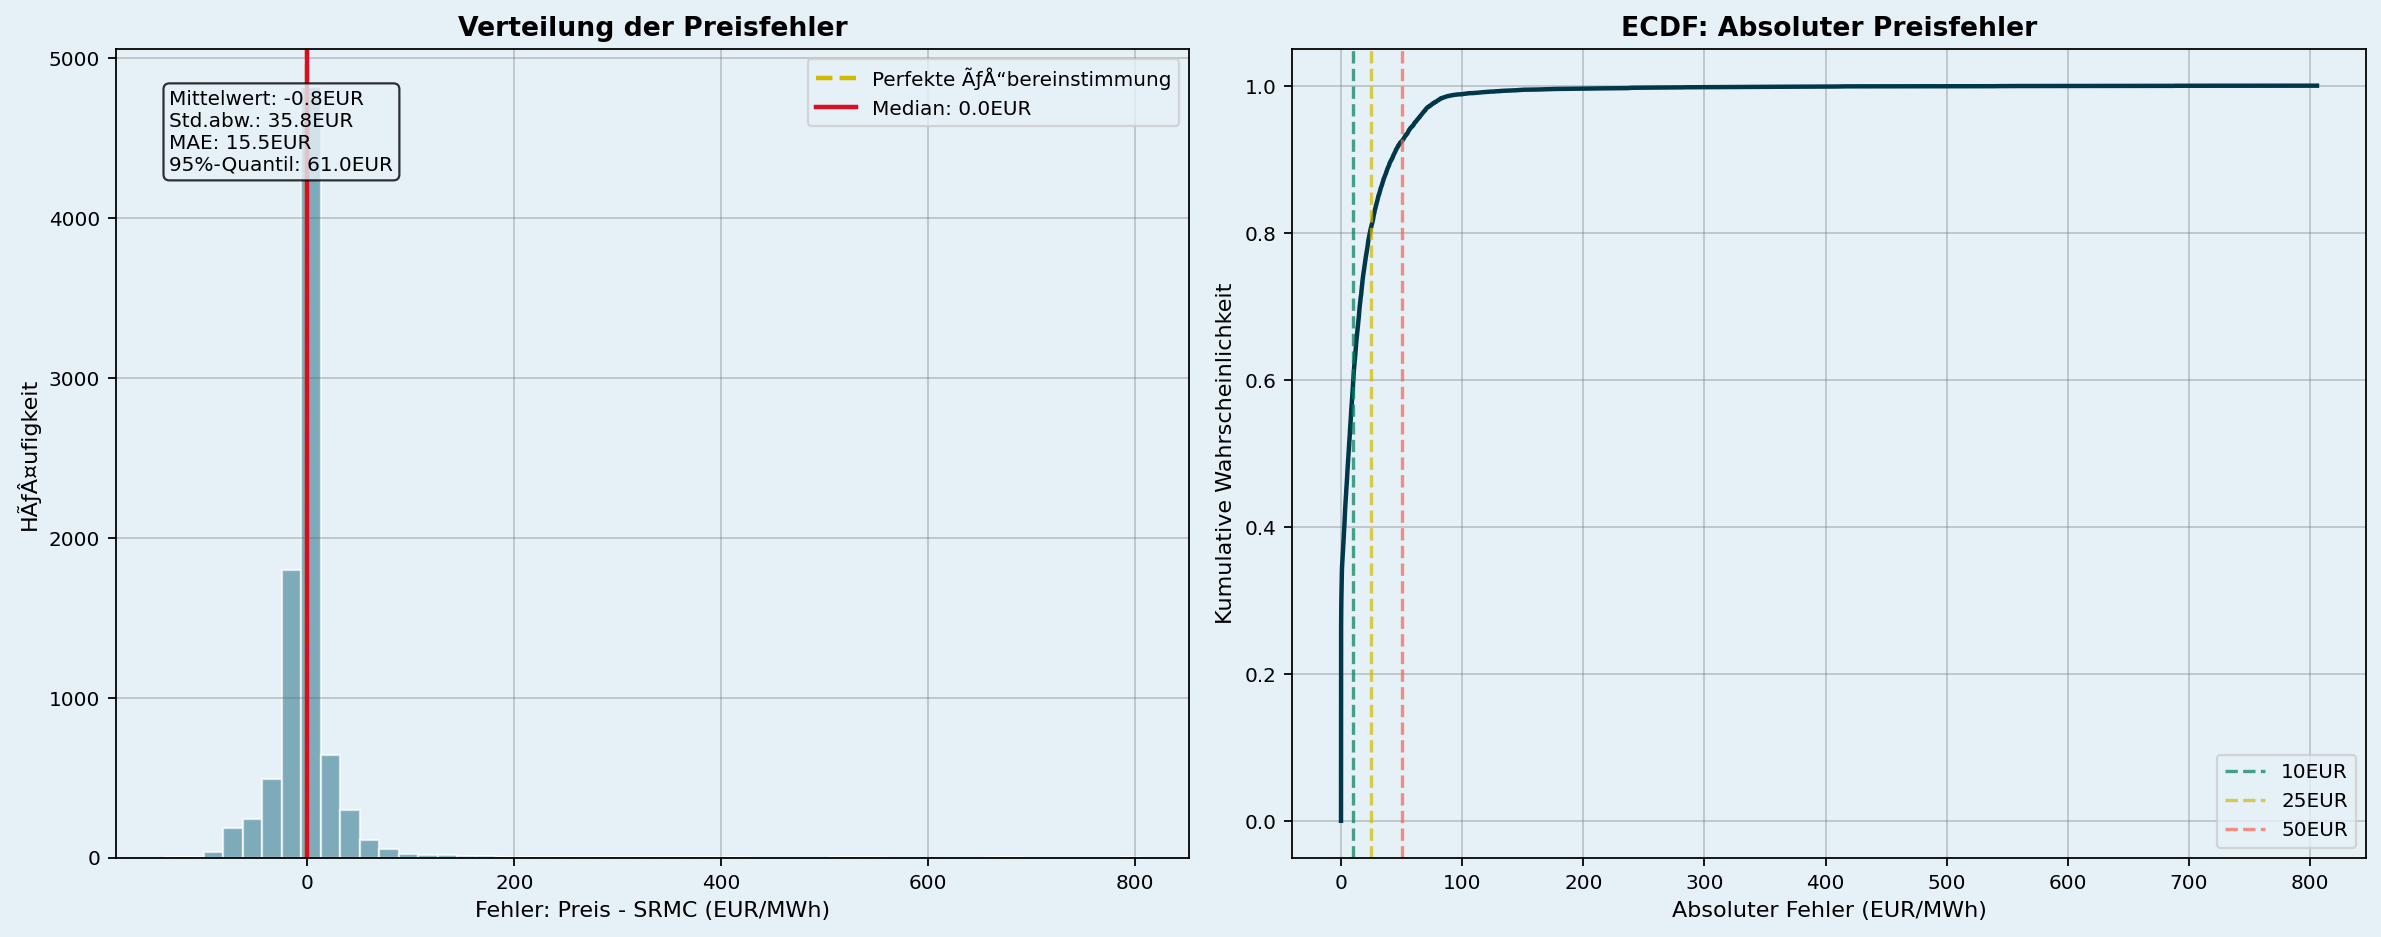 Verteilung der Preisfehler
5000
4000
3000
2000
1000
0
HÃƒÂ¤ufigkeit
Mittelwert: -0.8EUR
Std.abw.: 35.8EUR
MAE: 15.5EUR
95%-Quantil: 61.0EUR
Perfekte ÃƒÅ“bereinstimmung
Median: 0.0EUR
0 200 400 600 800
Fehler: Preis - SRMC (EUR/MWh)
ECDF: Absoluter Preisfehler
1.0
0.8
0.6
0.4
0.2
0.0
Kumulative Wahrscheinlichkeit
10EUR
25EUR
50EUR
0 100 200 300 400 500 600 700 800
Absoluter Fehler (EUR/MWh)